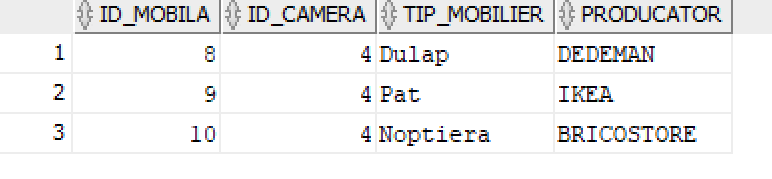 ID_MOBILA ID_CAMERA TIP_MOBILIER PRODUCATOR
1 8 4 Dulap DEDEMAN
2 9 4 Pat IKEA
3 10 4 Noptiera BRICOSTORE